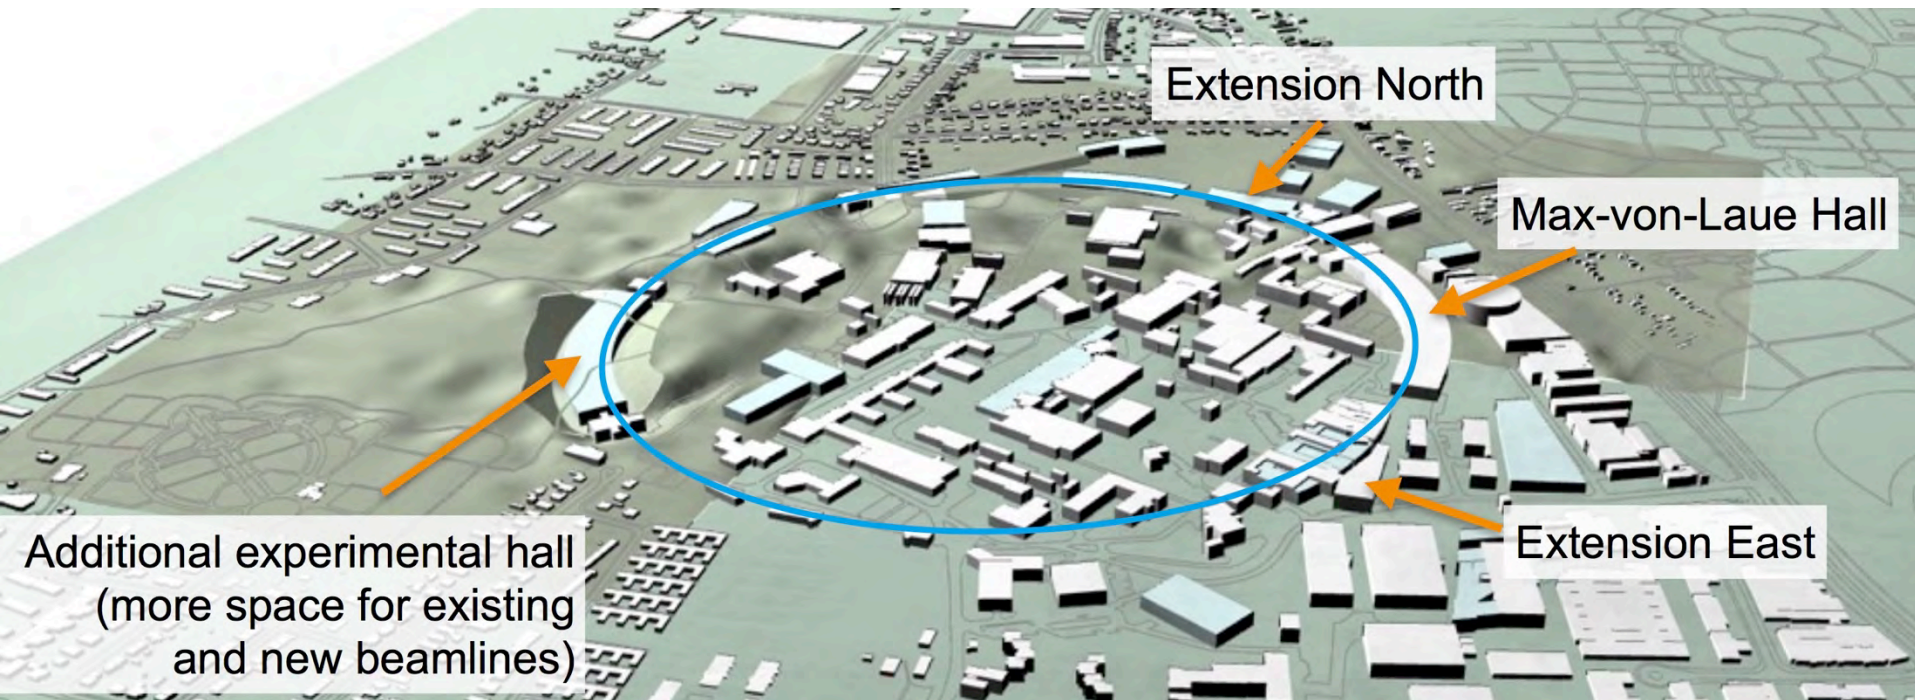 Extension North
Max-von-Laue Hall
Extension East
Additional experimental hall
(more space for existing
and new beamlines)